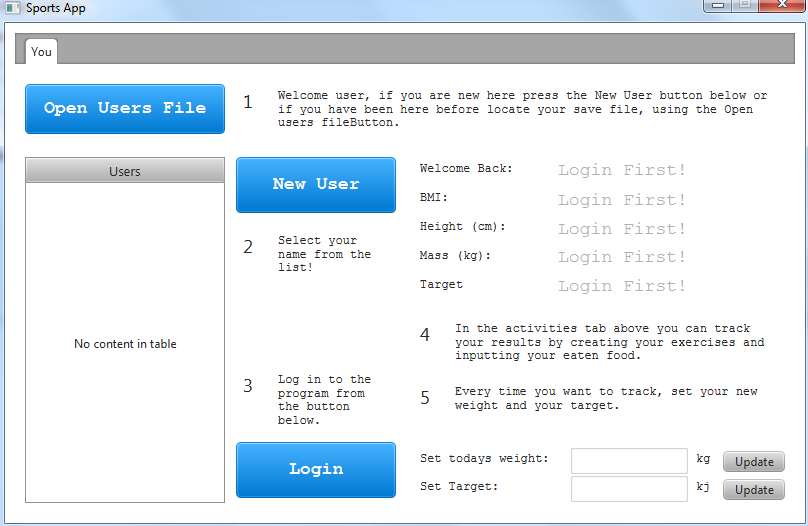 Sports App
You
Open Users File
1
Welcome user, if you are new here press the New User button below or
if you have been here before locate your save file, using the Open
users fileButton.
Users
No content in table
New User
2
Select your
name from the
list!
3
Log in to the
program from
the button
below.
Login
Welcome Back: Login First!
BMI: Login First!
Height (cm): Login First!
Mass (kg): Login First!
Target Login First!
4
In the activities tab above you can track
your results by creating your exercises and
inputting your eaten food.
5
Every time you want to track, set your new
weight and your target.
Set todays weight: kg Update
Set Target: kj Update